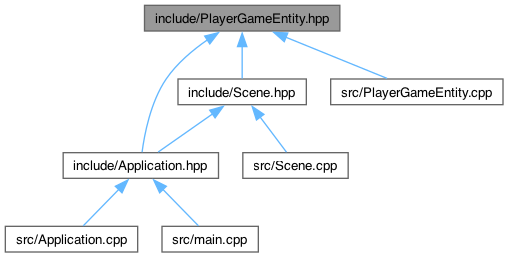 include/PlayerGameEntity.hpp
include/Scene.hpp
src/PlayerGameEntity.cpp
include/Application.hpp
src/Scene.cpp
src/Application.cpp
src/main.cpp